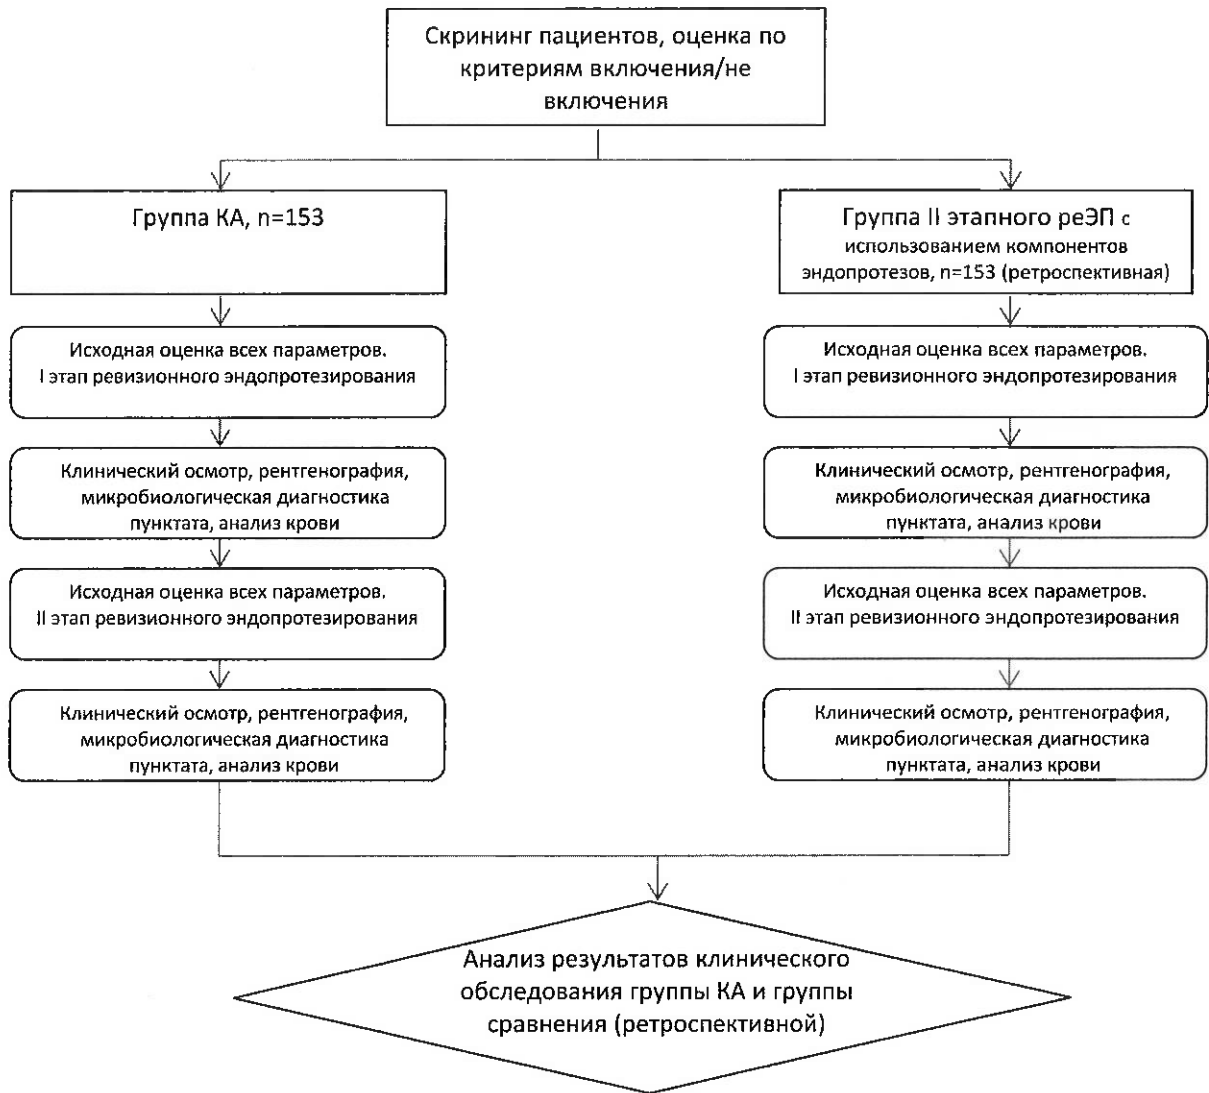 Скрининг пациентов, оценка по
критериям включения/не
включения
Группа КА, n=153
Группа II этапного реЭП с
использованием компонентов
эндопротезов, n=153 (ретроспективная)
Исходная оценка всех параметров.
I этап ревизионного эндопротезирования
Исходная оценка всех параметров.
I этап ревизионного эндопротезирования
Клинический осмотр, рентгенография,
микробиологическая диагностика
пунктата, анализ крови
Клинический осмотр, рентгенография,
микробиологическая диагностика
пунктата, анализ крови
Исходная оценка всех параметров.
II этап ревизионного эндопротезирования
Исходная оценка всех параметров.
II этап ревизионного эндопротезирования
Клинический осмотр, рентгенография,
микробиологическая диагностика
пунктата, анализ крови
Клинический осмотр, рентгенография,
микробиологическая диагностика
пунктата, анализ крови
Анализ результатов клинического
обследования группы КА и группы
сравнения (ретроспективной)